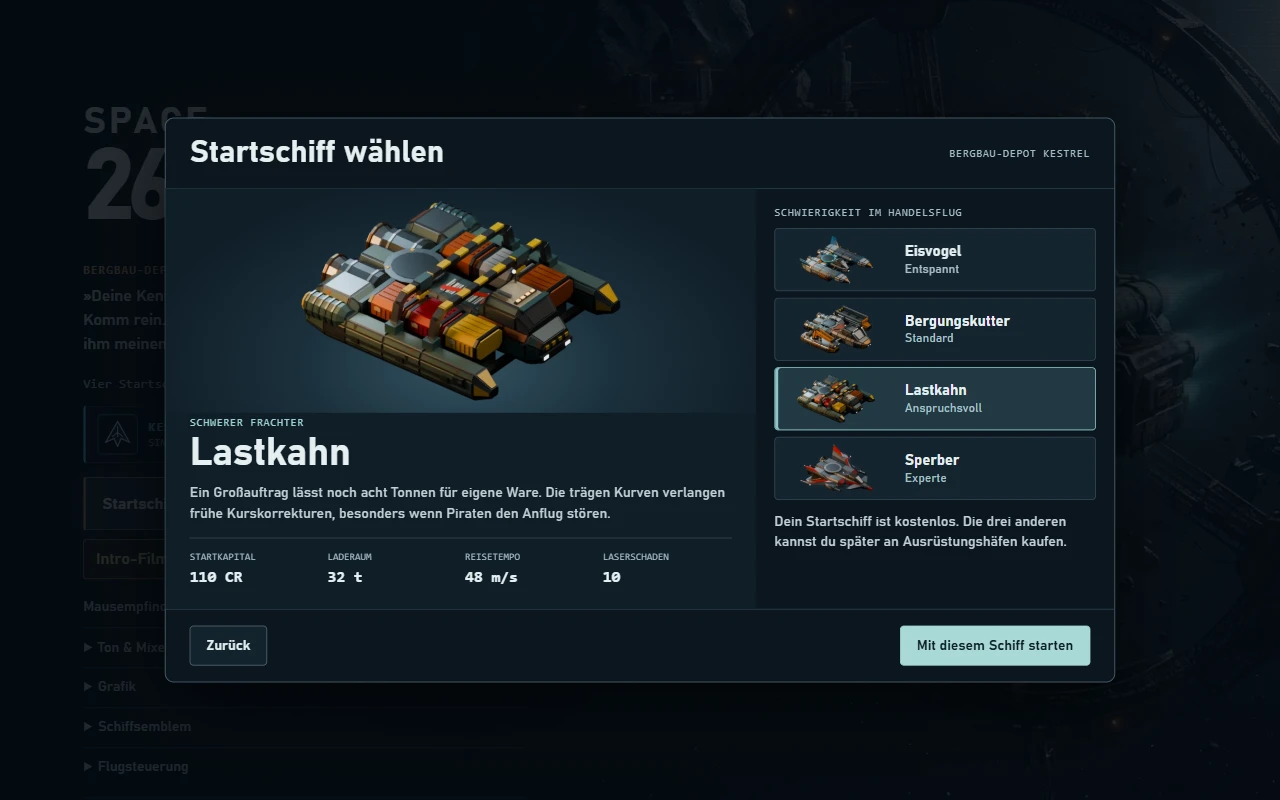 SPACE
26
BERGBAU-DEP
»Deine Ken
Komm rein.
ihm meinen
Vier Starts
Startsch
Intro-Film
Mausempfind
▶ Ton & Mixe
▶ Grafik
▶ Schiffsemblem
▶ Flugsteuerung
Startschiff wählen
BERGBAU-DEPOT KESTREL
SCHWERER FRACHTER
Lastkahn
Ein Großauftrag lässt noch acht Tonnen für eigene Ware. Die trägen Kurven verlangen
frühe Kurskorrekturen, besonders wenn Piraten den Anflug stören.
STARTKAPITAL LADERAUM REISETEMPO LASERSCHADEN
110 CR 32 t 48 m/s 10
SCHWIERIGKEIT IM HANDELSFLUG
Eisvogel
Entspannt
Bergungskutter
Standard
Lastkahn
Anspruchsvoll
Sperber
Experte
Dein Startschiff ist kostenlos. Die drei anderen
kannst du später an Ausrüstungshäfen kaufen.
Zurück
Mit diesem Schiff starten